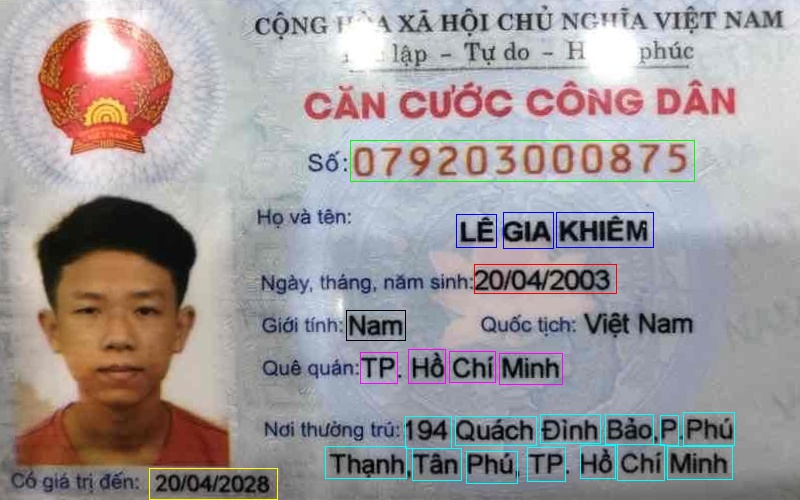 CỘNG XÃ HỘI CHỦ NGHĨA VIỆT NAM
lập - Tự do - phúc
CĂN CƯỚC CÔNG DÂN
Số: 079203000875
Họ và tên:
LÊ GIA KHIÊM
Ngày, tháng, năm sinh: 20/04/2003
Giới tính: Nam Quốc tịch: Việt Nam
Quê quán: TP. Hồ Chí Minh
Nơi thường trú: 194 Quách Đình Bảo, P. Phú
Thạnh, Tân Phú, TP. Hồ Chí Minh
Có giá trị đến: 20/04/2028